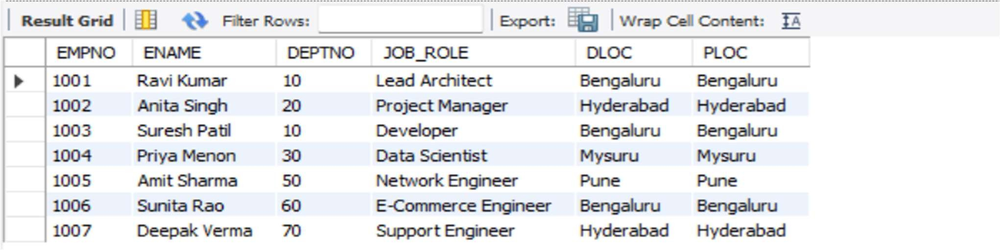 Result Grid Filter Rows: Export: Wrap Cell Content: A
EMPNO ENAME DEPTNO JOB_ROLE DLOC PLOC
1001 Ravi Kumar 10 Lead Architect Bengaluru Bengaluru
1002 Anita Singh 20 Project Manager Hyderabad Hyderabad
1003 Suresh Patil 10 Developer Bengaluru Bengaluru
1004 Priya Menon 30 Data Scientist Mysuru Mysuru
1005 Amit Sharma 50 Network Engineer Pune Pune
1006 Sunita Rao 60 E-Commerce Engineer Bengaluru Bengaluru
1007 Deepak Verma 70 Support Engineer Hyderabad Hyderabad